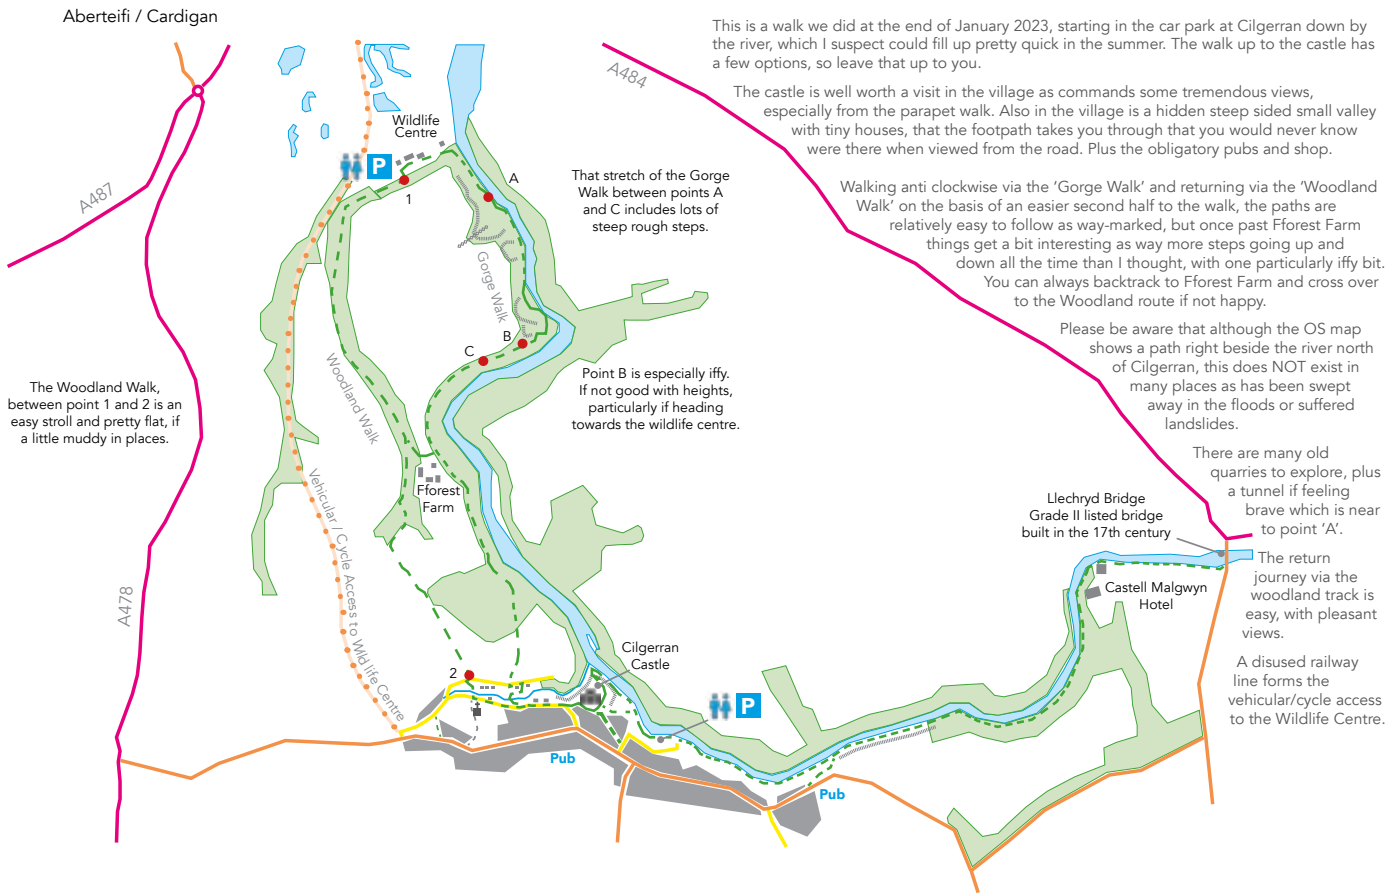 Aberteifi / Cardigan
This is a walk we did at the end of January 2023, starting in the car park at Cilgerran down by
the river, which I suspect could fill up pretty quick in the summer. The walk up to the castle has
a few options, so leave that up to you.
The castle is well worth a visit in the village as commands some tremendous views,
especially from the parapet walk. Also in the village is a hidden steep sided small valley
with tiny houses, that the footpath takes you through that you would never know
were there when viewed from the road. Plus the obligatory pubs and shop.
Walking anti clockwise via the ‘Gorge Walk’ and returning via the ‘Woodland
Walk’ on the basis of an easier second half to the walk, the paths are
relatively easy to follow as way-marked, but once past Fforest Farm
things get a bit interesting as way more steps going up and
down all the time than I thought, with one particularly iffy bit.
You can always backtrack to Fforest Farm and cross over
to the Woodland route if not happy.
Please be aware that although the OS map
shows a path right beside the river north
of Cilgerran, this does NOT exist in
many places as has been swept
away in the floods or suffered
landslides.
There are many old
quarries to explore, plus
a tunnel if feeling
brave which is near
to point ‘A’.
The return
journey via the
woodland track is
easy, with pleasant
views.
A disused railway
line forms the
vehicular/cycle access
to the Wildlife Centre.
A484
A487
A478
Wildlife
Centre
P
1
A
That stretch of the Gorge
Walk between points A
and C includes lots of
steep rough steps.
Gorge Walk
B
C
Point B is especially iffy.
If not good with heights,
particularly if heading
towards the wildlife centre.
The Woodland Walk,
between point 1 and 2 is an
easy stroll and pretty flat, if
a little muddy in places.
Woodland Walk
Fforest
Farm
Vehicular / Cycle Access to Wild life Centre
Llechryd Bridge
Grade II listed bridge
built in the 17th century
Castell Malgwyn
Hotel
2
Cilgerran
Castle
P
Pub
Pub